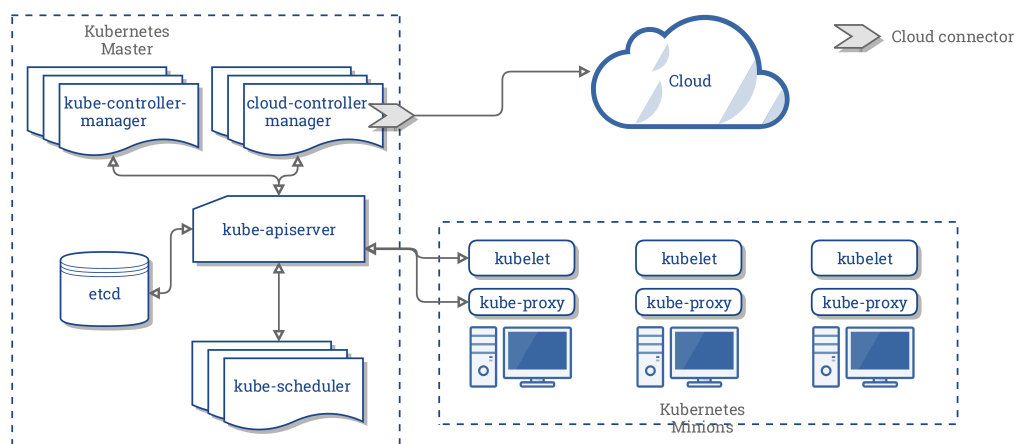 Kubernetes
Master
Cloud connector
Cloud
kube-controller-
manager
cloud-controller
manager
kube-apiserver
etcd
kubelet
kubelet
kubelet
kube-proxy
kube-proxy
kube-proxy
kube-scheduler
Kubernetes
Minions